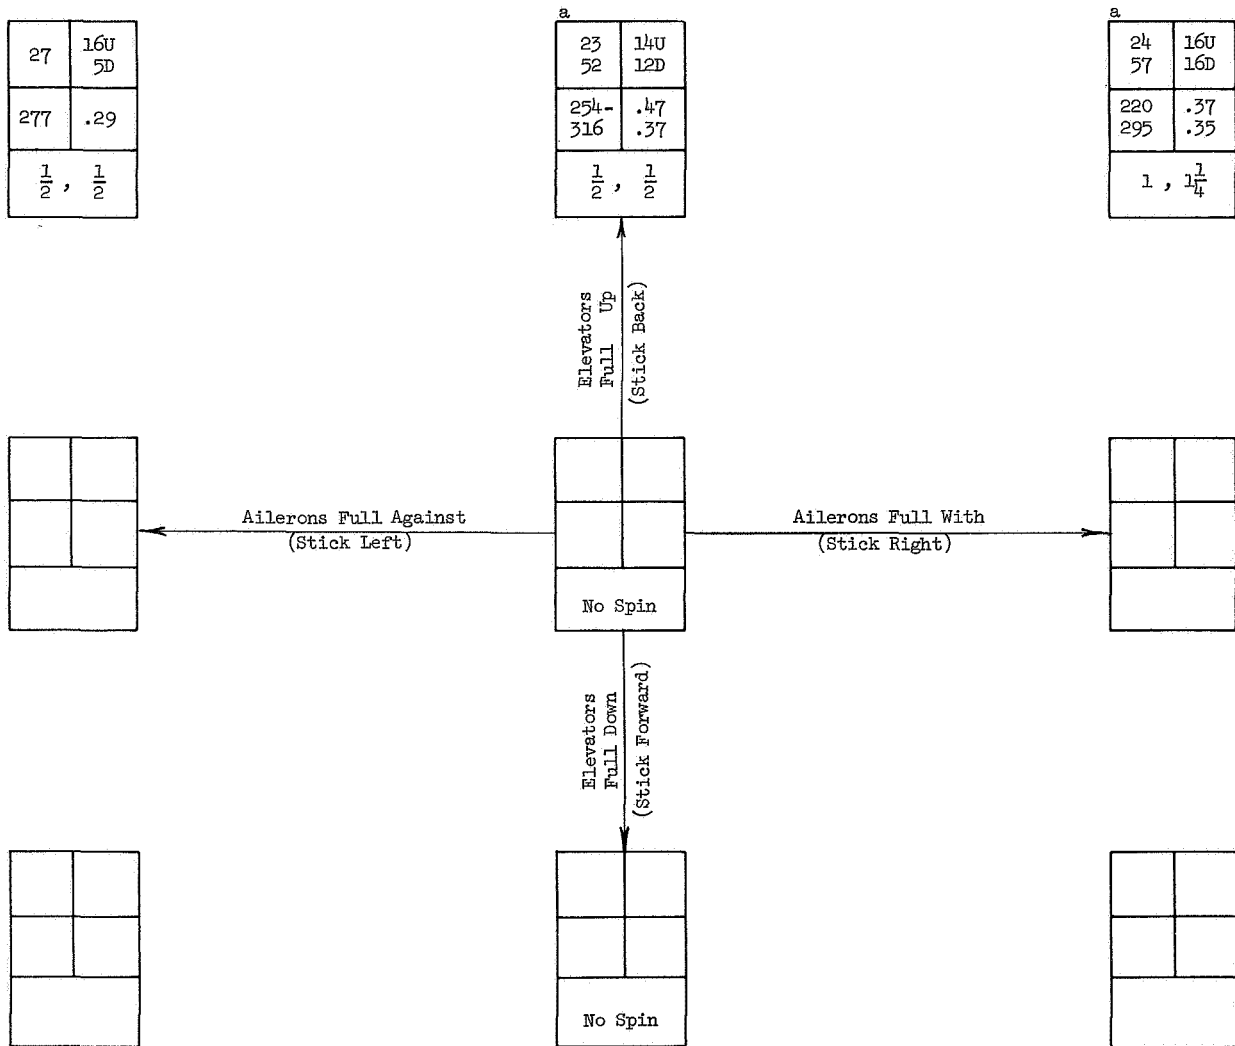 27
16U
5D
277
.29
1/2 , 1/2
a
23
52
14U
12D
254-
316
.47
.37
1/2 , 1/2
a
24
57
16U
16D
220
295
.37
.35
1 , 1 1/4
Elevators
Full Up
(Stick Back)
Ailerons Full Against
(Stick Left)
Ailerons Full With
(Stick Right)
No Spin
Elevators
Full Down
(Stick Forward)
No Spin